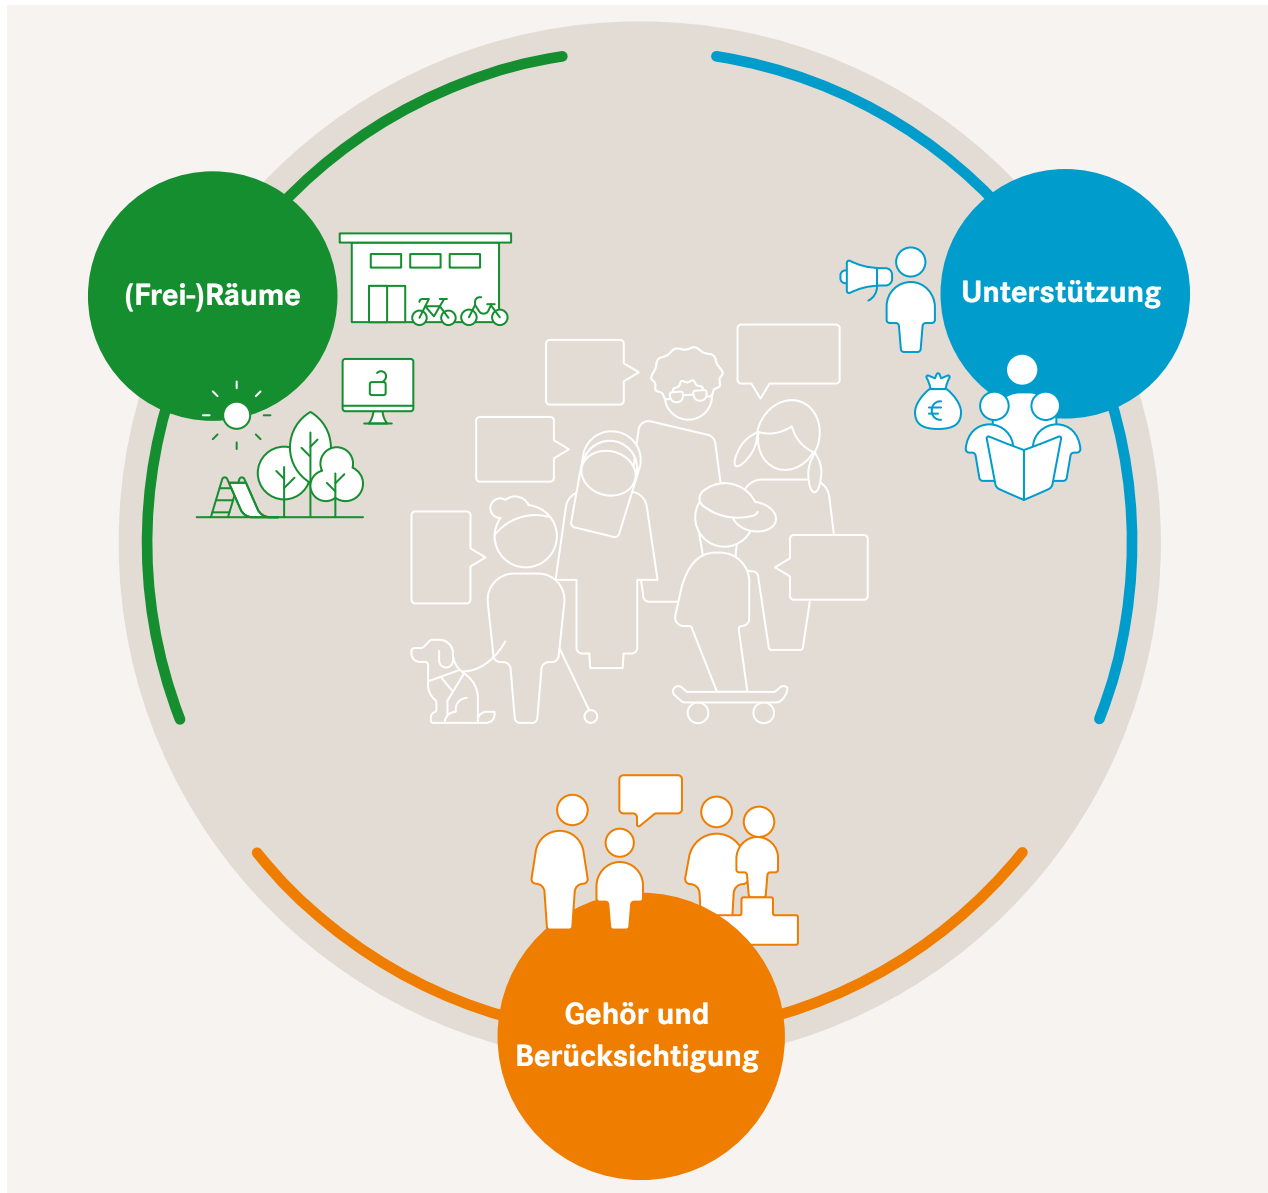 (Frei-)Räume
Unterstützung
€
Gehör und
Berücksichtigung